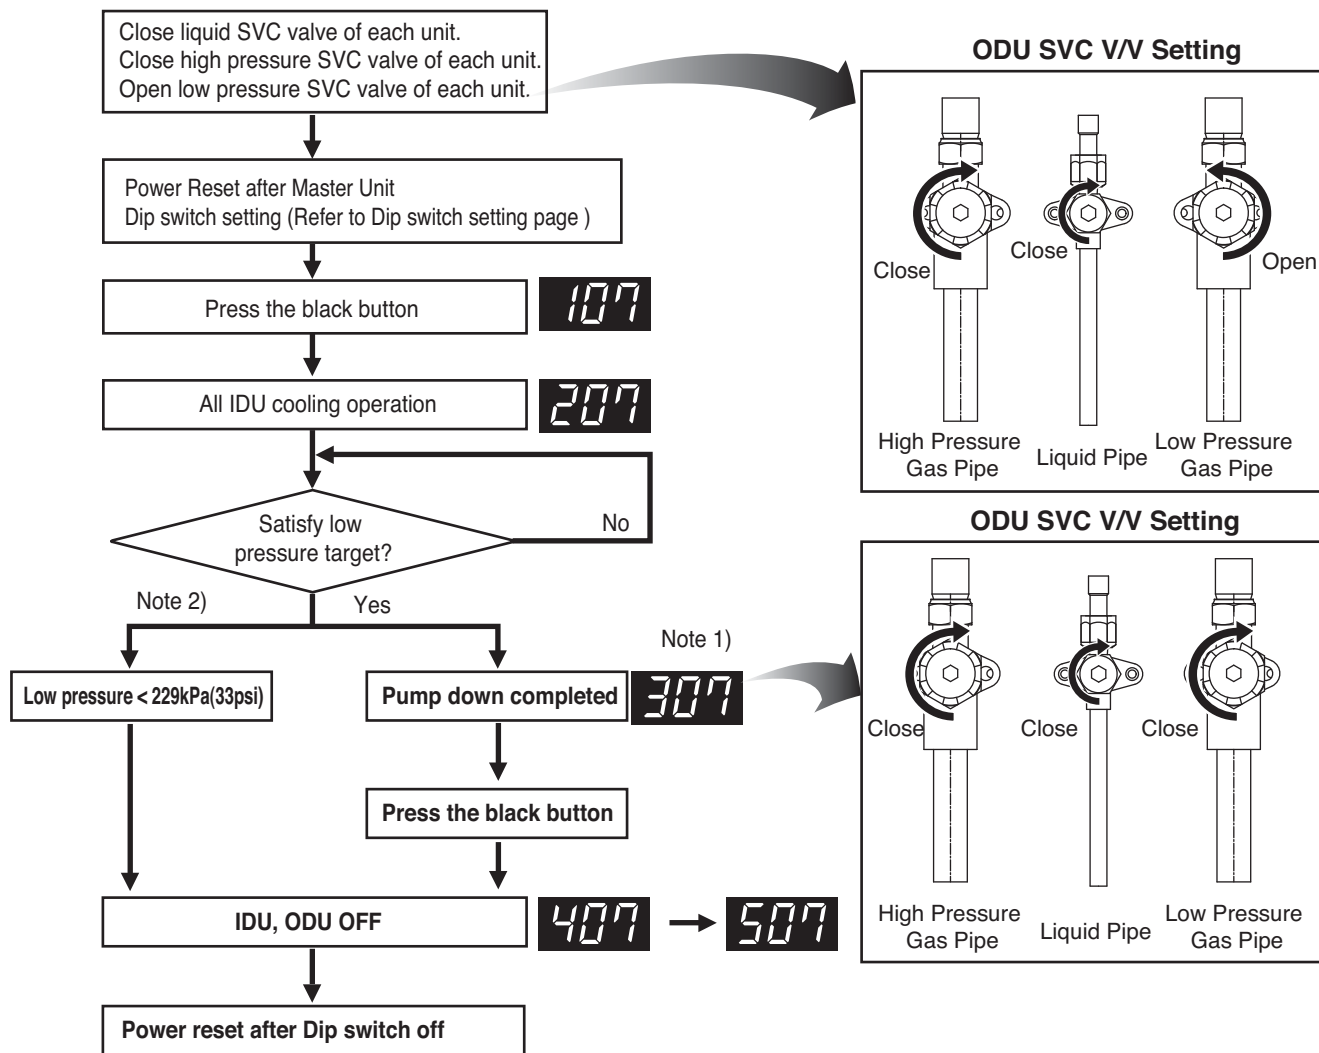 Close liquid SVC valve of each unit.
Close high pressure SVC valve of each unit.
Open low pressure SVC valve of each unit.
Power Reset after Master Unit
Dip switch setting (Refer to Dip switch setting page )
Press the black button
107
All IDU cooling operation
207
Satisfy low
pressure target?
No
Note 2)
Yes
Note 1)
Low pressure < 229kPa(33psi)
Pump down completed
307
Press the black button
IDU, ODU OFF
407
507
Power reset after Dip switch off
ODU SVC V/V Setting
Close
Close
Open
High Pressure
Gas Pipe
Liquid Pipe
Low Pressure
Gas Pipe
ODU SVC V/V Setting
Close
Close
Close
High Pressure
Gas Pipe
Liquid Pipe
Low Pressure
Gas Pipe